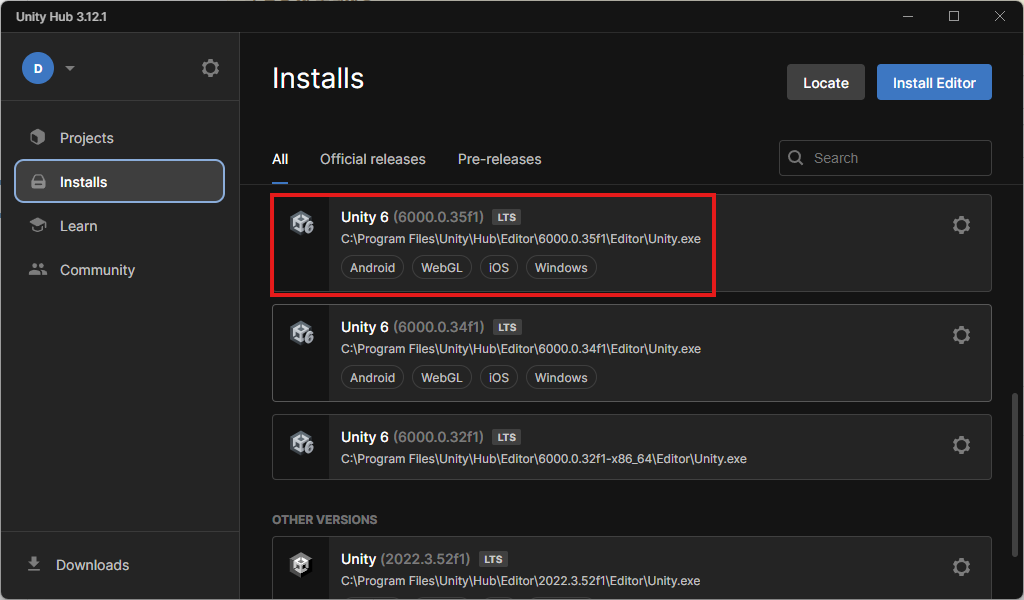 Unity Hub 3.12.1
D
Projects
Installs
Learn
Community
Downloads
Installs
Locate
Install Editor
All
Official releases
Pre-releases
Search
Unity 6 (6000.0.35f1) LTS
C:\Program Files\Unity\Hub\Editor\6000.0.35f1\Editor\Unity.exe
Android WebGL iOS Windows
Unity 6 (6000.0.34f1) LTS
C:\Program Files\Unity\Hub\Editor\6000.0.34f1\Editor\Unity.exe
Android WebGL iOS Windows
Unity 6 (6000.0.32f1) LTS
C:\Program Files\Unity\Hub\Editor\6000.0.32f1-x86_64\Editor\Unity.exe
OTHER VERSIONS
Unity (2022.3.52f1) LTS
C:\Program Files\Unity\Hub\Editor\2022.3.52f1\Editor\Unity.exe